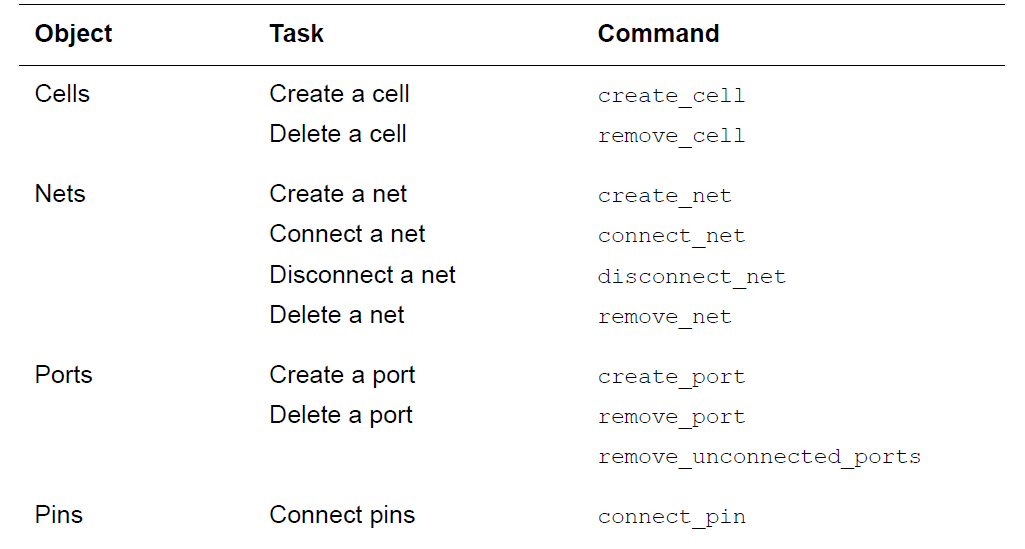 Object Task Command
Cells Create a cell create_cell
Delete a cell remove_cell
Nets Create a net create_net
Connect a net connect_net
Disconnect a net disconnect_net
Delete a net remove_net
Ports Create a port create_port
Delete a port remove_port
remove_unconnected_ports
Pins Connect pins connect_pin